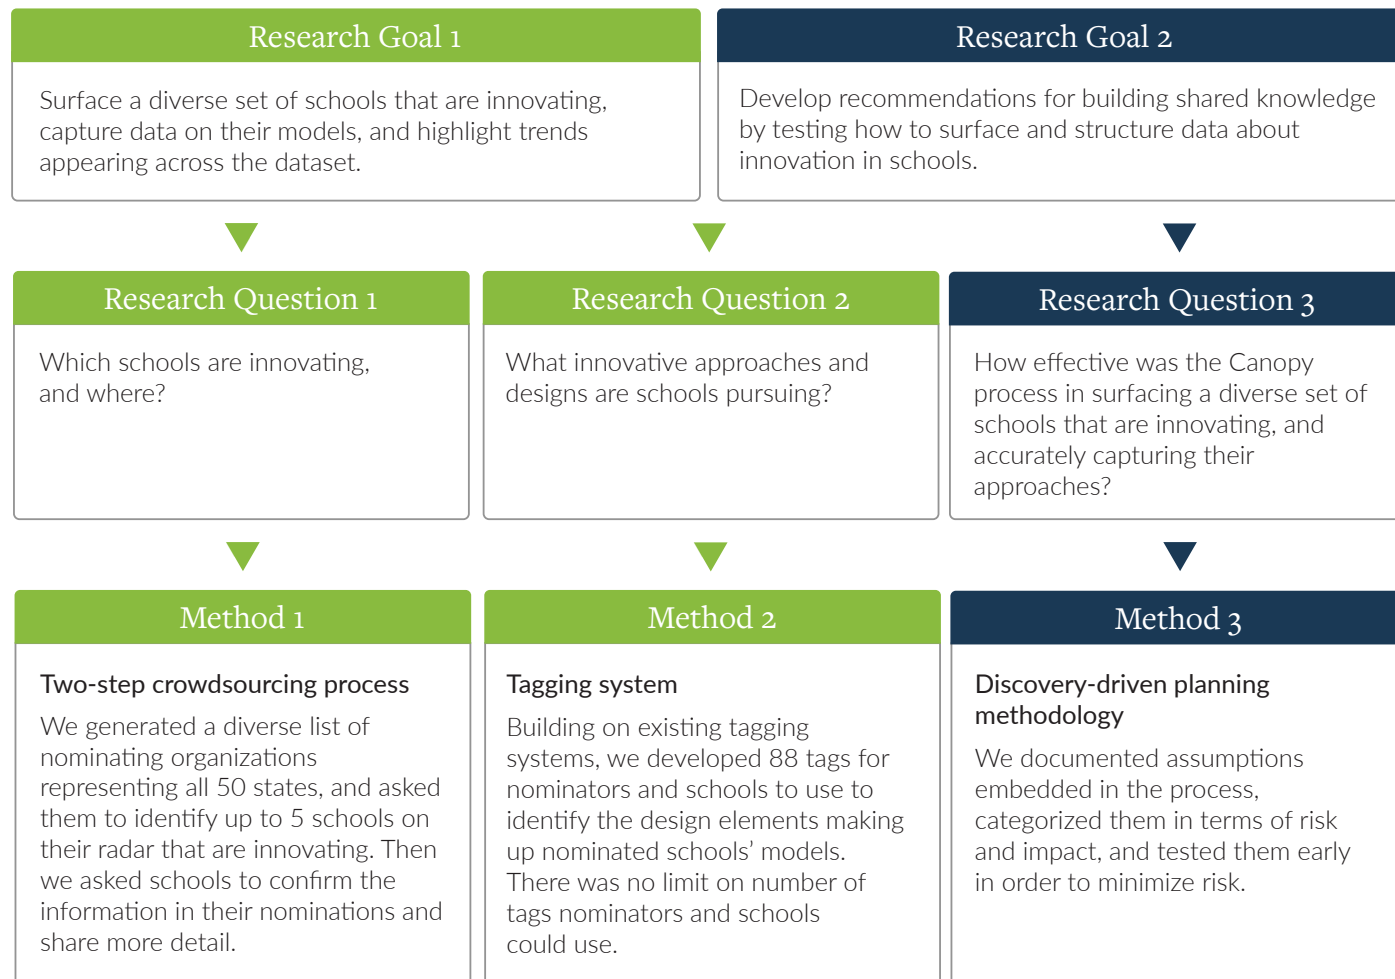 Research Goal 1
Surface a diverse set of schools that are innovating,
capture data on their models, and highlight trends
appearing across the dataset.
Research Goal 2
Develop recommendations for building shared knowledge
by testing how to surface and structure data about
innovation in schools.
Research Question 1
Which schools are innovating,
and where?
Research Question 2
What innovative approaches and
designs are schools pursuing?
Research Question 3
How effective was the Canopy
process in surfacing a diverse set of
schools that are innovating, and
accurately capturing their
approaches?
Method 1
Two-step crowdsourcing process
We generated a diverse list of
nominating organizations
representing all 50 states, and asked
them to identify up to 5 schools on
their radar that are innovating. Then
we asked schools to confirm the
information in their nominations and
share more detail.
Method 2
Tagging system
Building on existing tagging
systems, we developed 88 tags for
nominators and schools to use to
identify the design elements making
up nominated schools’ models.
There was no limit on number of
tags nominators and schools
could use.
Method 3
Discovery-driven planning
methodology
We documented assumptions
embedded in the process,
categorized them in terms of risk
and impact, and tested them early
in order to minimize risk.